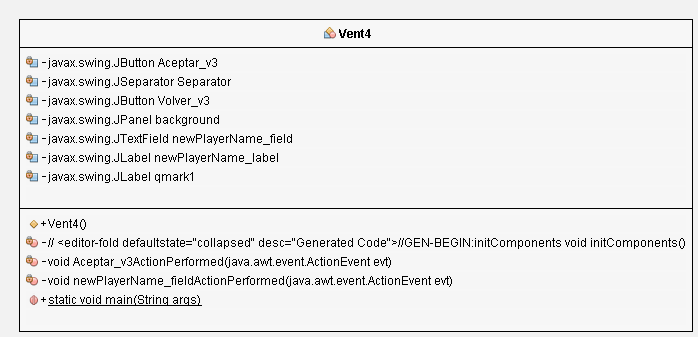 Vent4
-javax.swing.JButton Aceptar_v3
-javax.swing.JSeparator Separator
-javax.swing.JButton Volver_v3
-javax.swing.JPanel background
-javax.swing.JTextField newPlayerName_field
-javax.swing.JLabel newPlayerName_label
-javax.swing.JLabel qmark1
+Vent4()
-// <editor-fold defaultstate="collapsed" desc="Generated Code">//GEN-BEGIN:initComponents void initComponents()
-void Aceptar_v3ActionPerformed(java.awt.event.ActionEvent evt)
-void newPlayerName_fieldActionPerformed(java.awt.event.ActionEvent evt)
+static void main(String args)